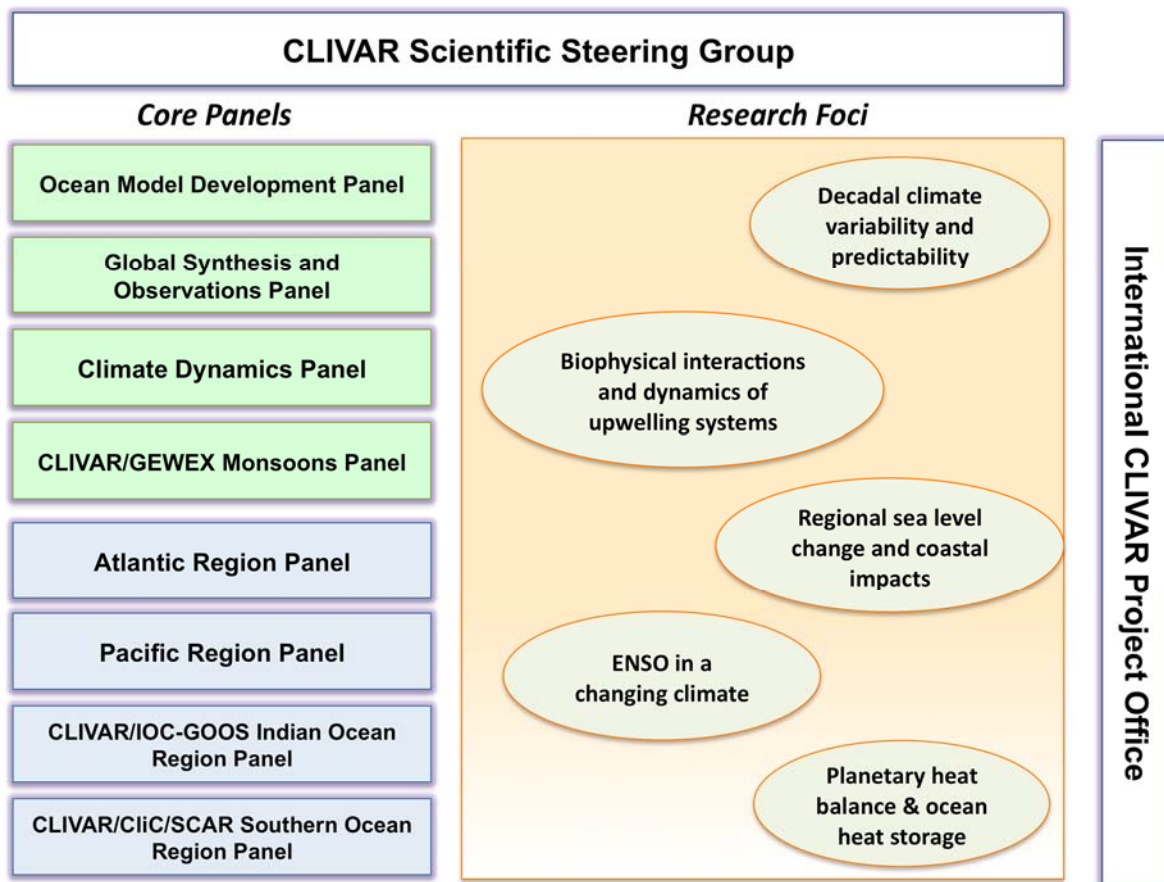 CLIVAR Scientific Steering Group
Core Panels
Ocean Model Development Panel
Global Synthesis and
Observations Panel
Climate Dynamics Panel
CLIVAR/GEWEX Monsoons Panel
Atlantic Region Panel
Pacific Region Panel
CLIVAR/IOC-GOOS Indian Ocean
Region Panel
CLIVAR/CliC/SCAR Southern Ocean
Region Panel
Research Foci
Decadal climate
variability and
predictability
Biophysical interactions
and dynamics of
upwelling systems
Regional sea level
change and coastal
impacts
ENSO in a
changing climate
Planetary heat
balance & ocean
heat storage
International CLIVAR Project Office